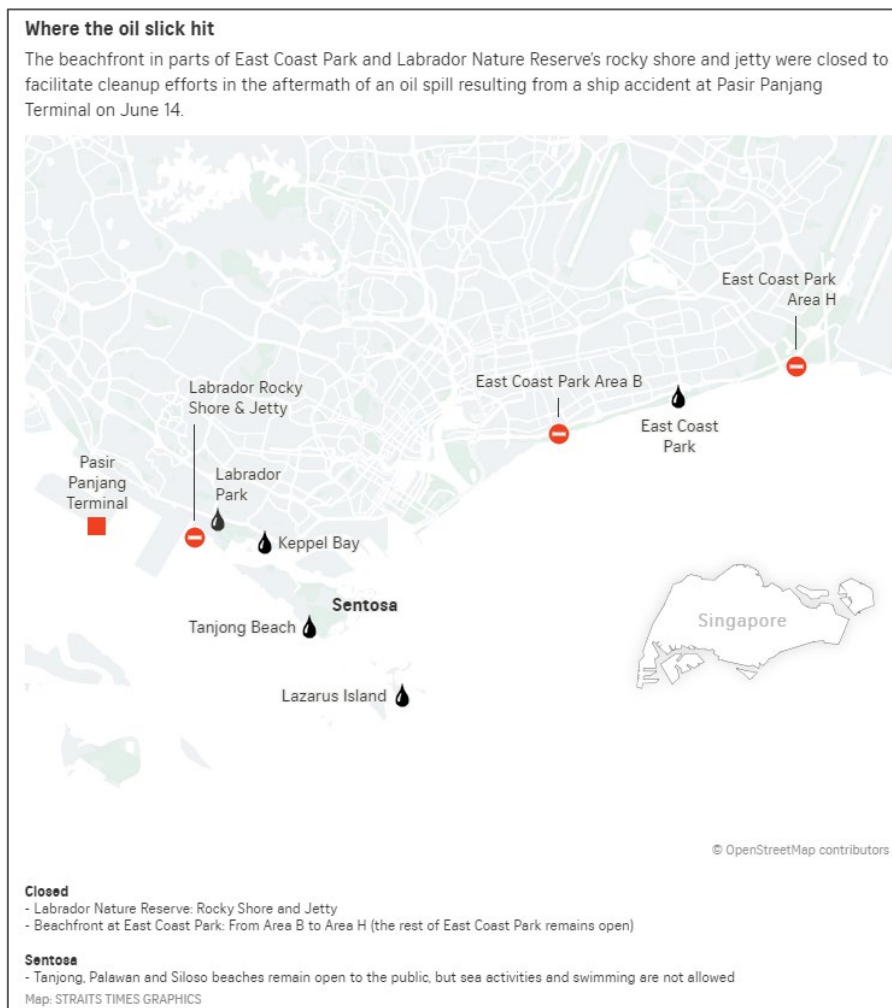 Where the oil slick hit
The beachfront in parts of East Coast Park and Labrador Nature Reserve's rocky shore and jetty were closed to
facilitate cleanup efforts in the aftermath of an oil spill resulting from a ship accident at Pasir Panjang
Terminal on June 14.
East Coast Park
Area H
Labrador Rocky
Shore & Jetty
East Coast Park Area B
East Coast
Park
Pasir
Panjang
Terminal
Labrador
Park
Keppel Bay
Sentosa
Tanjong Beach
Singapore
Lazarus Island
© OpenStreetMap contributors
Closed
- Labrador Nature Reserve: Rocky Shore and Jetty
- Beachfront at East Coast Park: From Area B to Area H (the rest of East Coast Park remains open)
Sentosa
- Tanjong, Palawan and Siloso beaches remain open to the public, but sea activities and swimming are not allowed
Map: STRAITS TIMES GRAPHICS